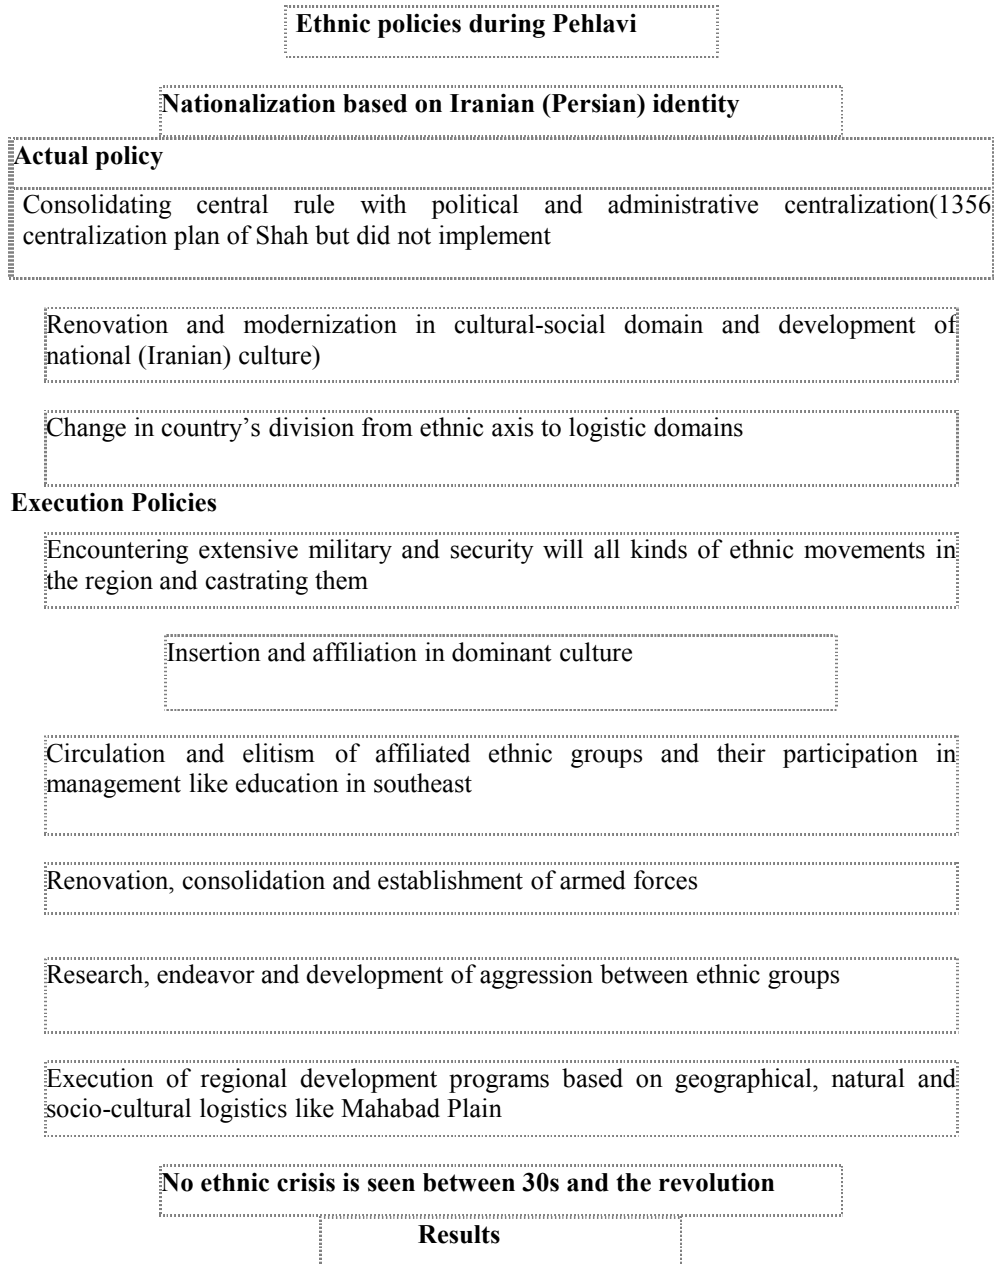 Ethnic policies during Pehlavi
Nationalization based on Iranian (Persian) identity
Actual policy
Consolidating central rule with political and administrative centralization(1356
centralization plan of Shah but did not implement
Renovation and modernization in cultural-social domain and development of
national (Iranian) culture)
Change in country's division from ethnic axis to logistic domains
Execution Policies
Encountering extensive military and security will all kinds of ethnic movements in
the region and castrating them
Insertion and affiliation in dominant culture
Circulation and elitism of affiliated ethnic groups and their participation in
management like education in southeast
Renovation, consolidation and establishment of armed forces
Research, endeavor and development of aggression between ethnic groups
Execution of regional development programs based on geographical, natural and
socio-cultural logistics like Mahabad Plain
No ethnic crisis is seen between 30s and the revolution
Results